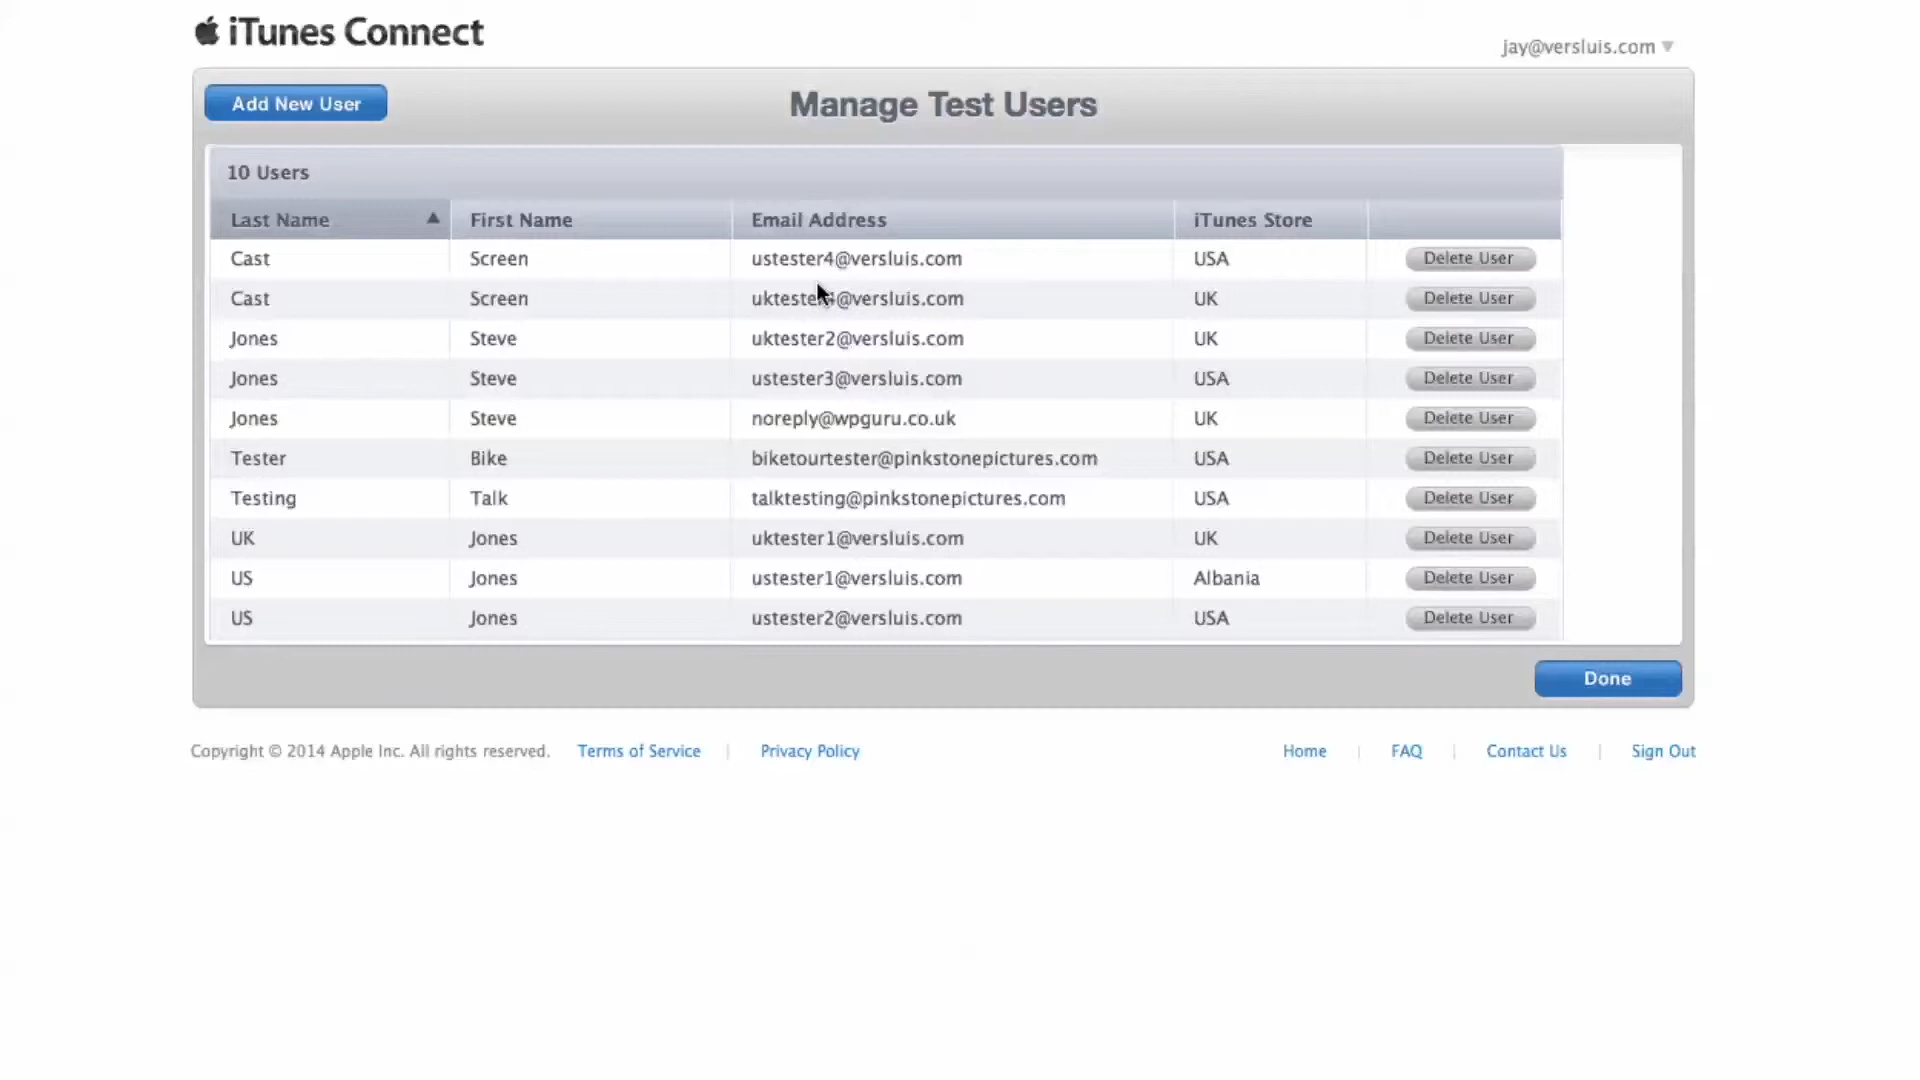 iTunes Connect
jay@versluis.com
Add New User
Manage Test Users
10 Users
Last Name First Name Email Address iTunes Store
Cast Screen ustester4@versluis.com USA Delete User
Cast Screen @versluis.com UK Delete User
Jones Steve uktester2@versluis.com UK Delete User
Jones Steve ustester3@versluis.com USA Delete User
Jones Steve noreply@wpguru.co.uk UK Delete User
Tester Bike biketourtester@pinkstonepictures.com USA Delete User
Testing Talk talktesting@pinkstonepictures.com USA Delete User
UK Jones uktester1@versluis.com UK Delete User
US Jones ustester1@versluis.com Albania Delete User
US Jones ustester2@versluis.com USA Delete User
Done
Copyright © 2014 Apple Inc. All rights reserved. Terms of Service | Privacy Policy Home | FAQ | Contact Us | Sign Out